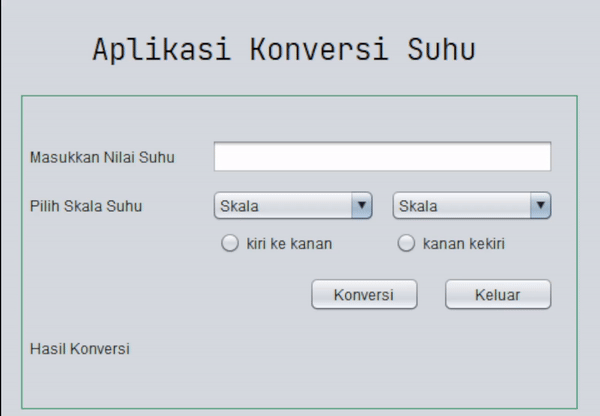 Aplikasi Konversi Suhu
Masukkan Nilai Suhu
Pilih Skala Suhu Skala Skala
kiri ke kanan kanan kekiri
Konversi Keluar
Hasil Konversi